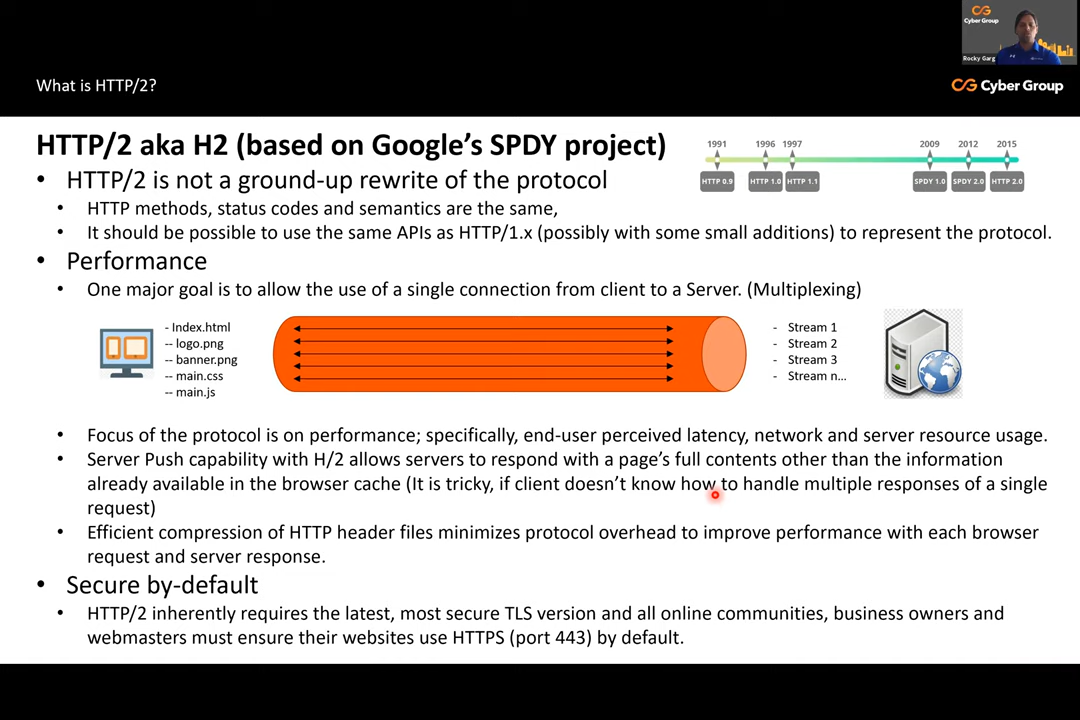 Cyber Group
Rocky Garg
What is HTTP/2?
Cyber Group
HTTP/2 aka H2 (based on Google's SPDY project)
1991 1996 1997 2009 2012 2015
HTTP 0.9 HTTP 1.0 HTTP 1.1 SPDY 1.0 SPDY 2.0 HTTP 2.0
• HTTP/2 is not a ground-up rewrite of the protocol
• HTTP methods, status codes and semantics are the same,
• It should be possible to use the same APIs as HTTP/1.x (possibly with some small additions) to represent the protocol.
• Performance
• One major goal is to allow the use of a single connection from client to a Server. (Multiplexing)
- Index.html
-- logo.png
-- banner.png
-- main.css
-- main.js
- Stream 1
- Stream 2
- Stream 3
- Stream n...
• Focus of the protocol is on performance; specifically, end-user perceived latency, network and server resource usage.
• Server Push capability with H/2 allows servers to respond with a page's full contents other than the information
already available in the browser cache (It is tricky, if client doesn't know how to handle multiple responses of a single
request)
• Efficient compression of HTTP header files minimizes protocol overhead to improve performance with each browser
request and server response.
• Secure by-default
• HTTP/2 inherently requires the latest, most secure TLS version and all online communities, business owners and
webmasters must ensure their websites use HTTPS (port 443) by default.